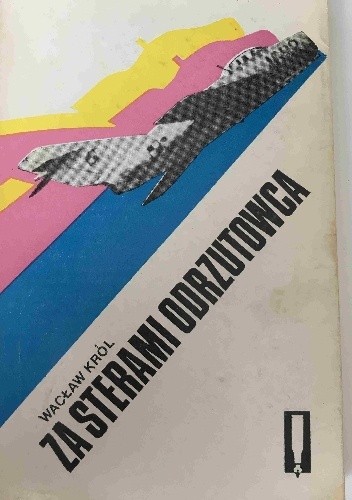 WACŁAW KRÓL
ZA STERAMI ODRZUTOWCA